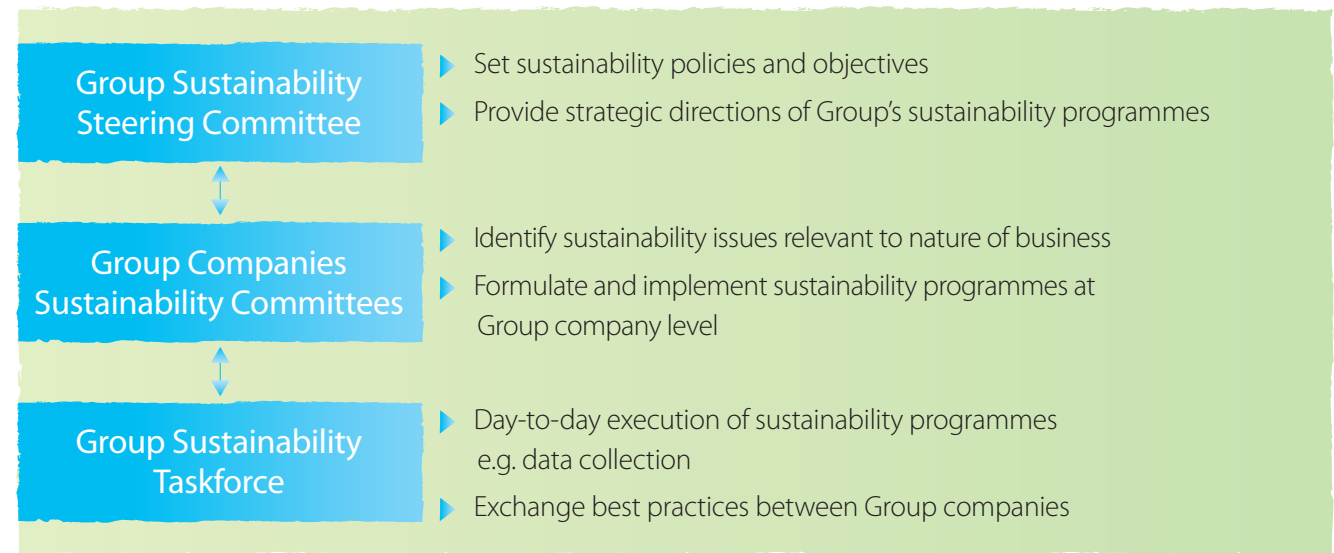 Group Sustainability
Steering Committee
Set sustainability policies and objectives
Provide strategic directions of Group's sustainability programmes
Group Companies
Sustainability Committees
Identify sustainability issues relevant to nature of business
Formulate and implement sustainability programmes at
Group company level
Group Sustainability
Taskforce
Day-to-day execution of sustainability programmes
e.g. data collection
Exchange best practices between Group companies